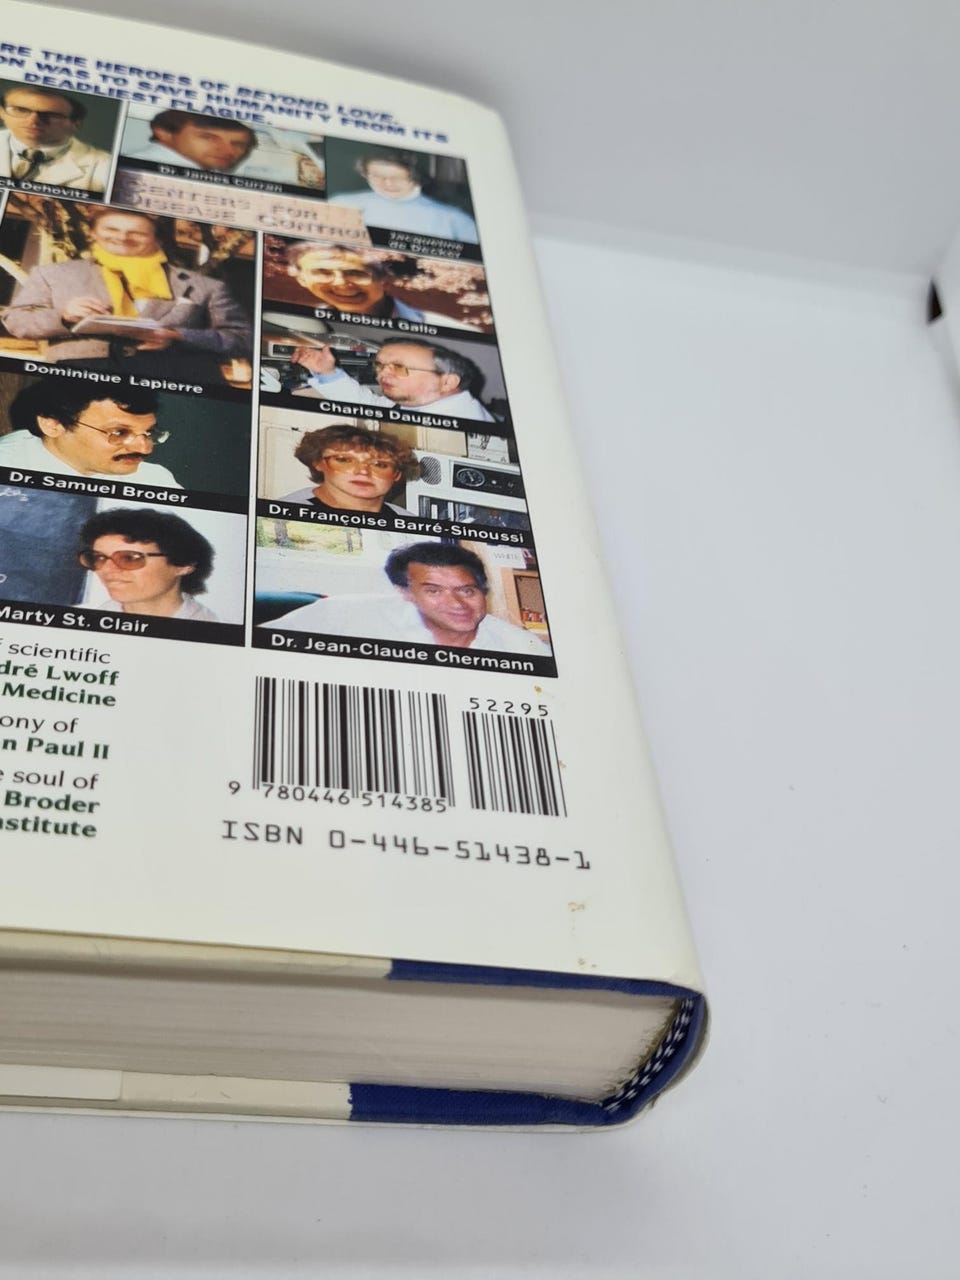 RE THE HEROES OF BEYOND LOVE.
ON WAS TO SAVE HUMANITY FROM ITS
DEADLIEST PLAGUE.
ck Dehovitz
Dr. James Curran
CENTERS FOR
DISEASE CONTROL
Jacqueline
de Decker
Dominique Lapierre
Dr. Robert Gallo
Charles Dauguet
Dr. Samuel Broder
Dr. Françoise Barré-Sinoussi
WHITE
Marty St. Clair
Dr. Jean-Claude Chermann
f scientific
dré Lwoff
Medicine
ony of
n Paul II
e soul of
Broder
nstitute
52295
9 780446 514385
ISBN 0-446-51438-1